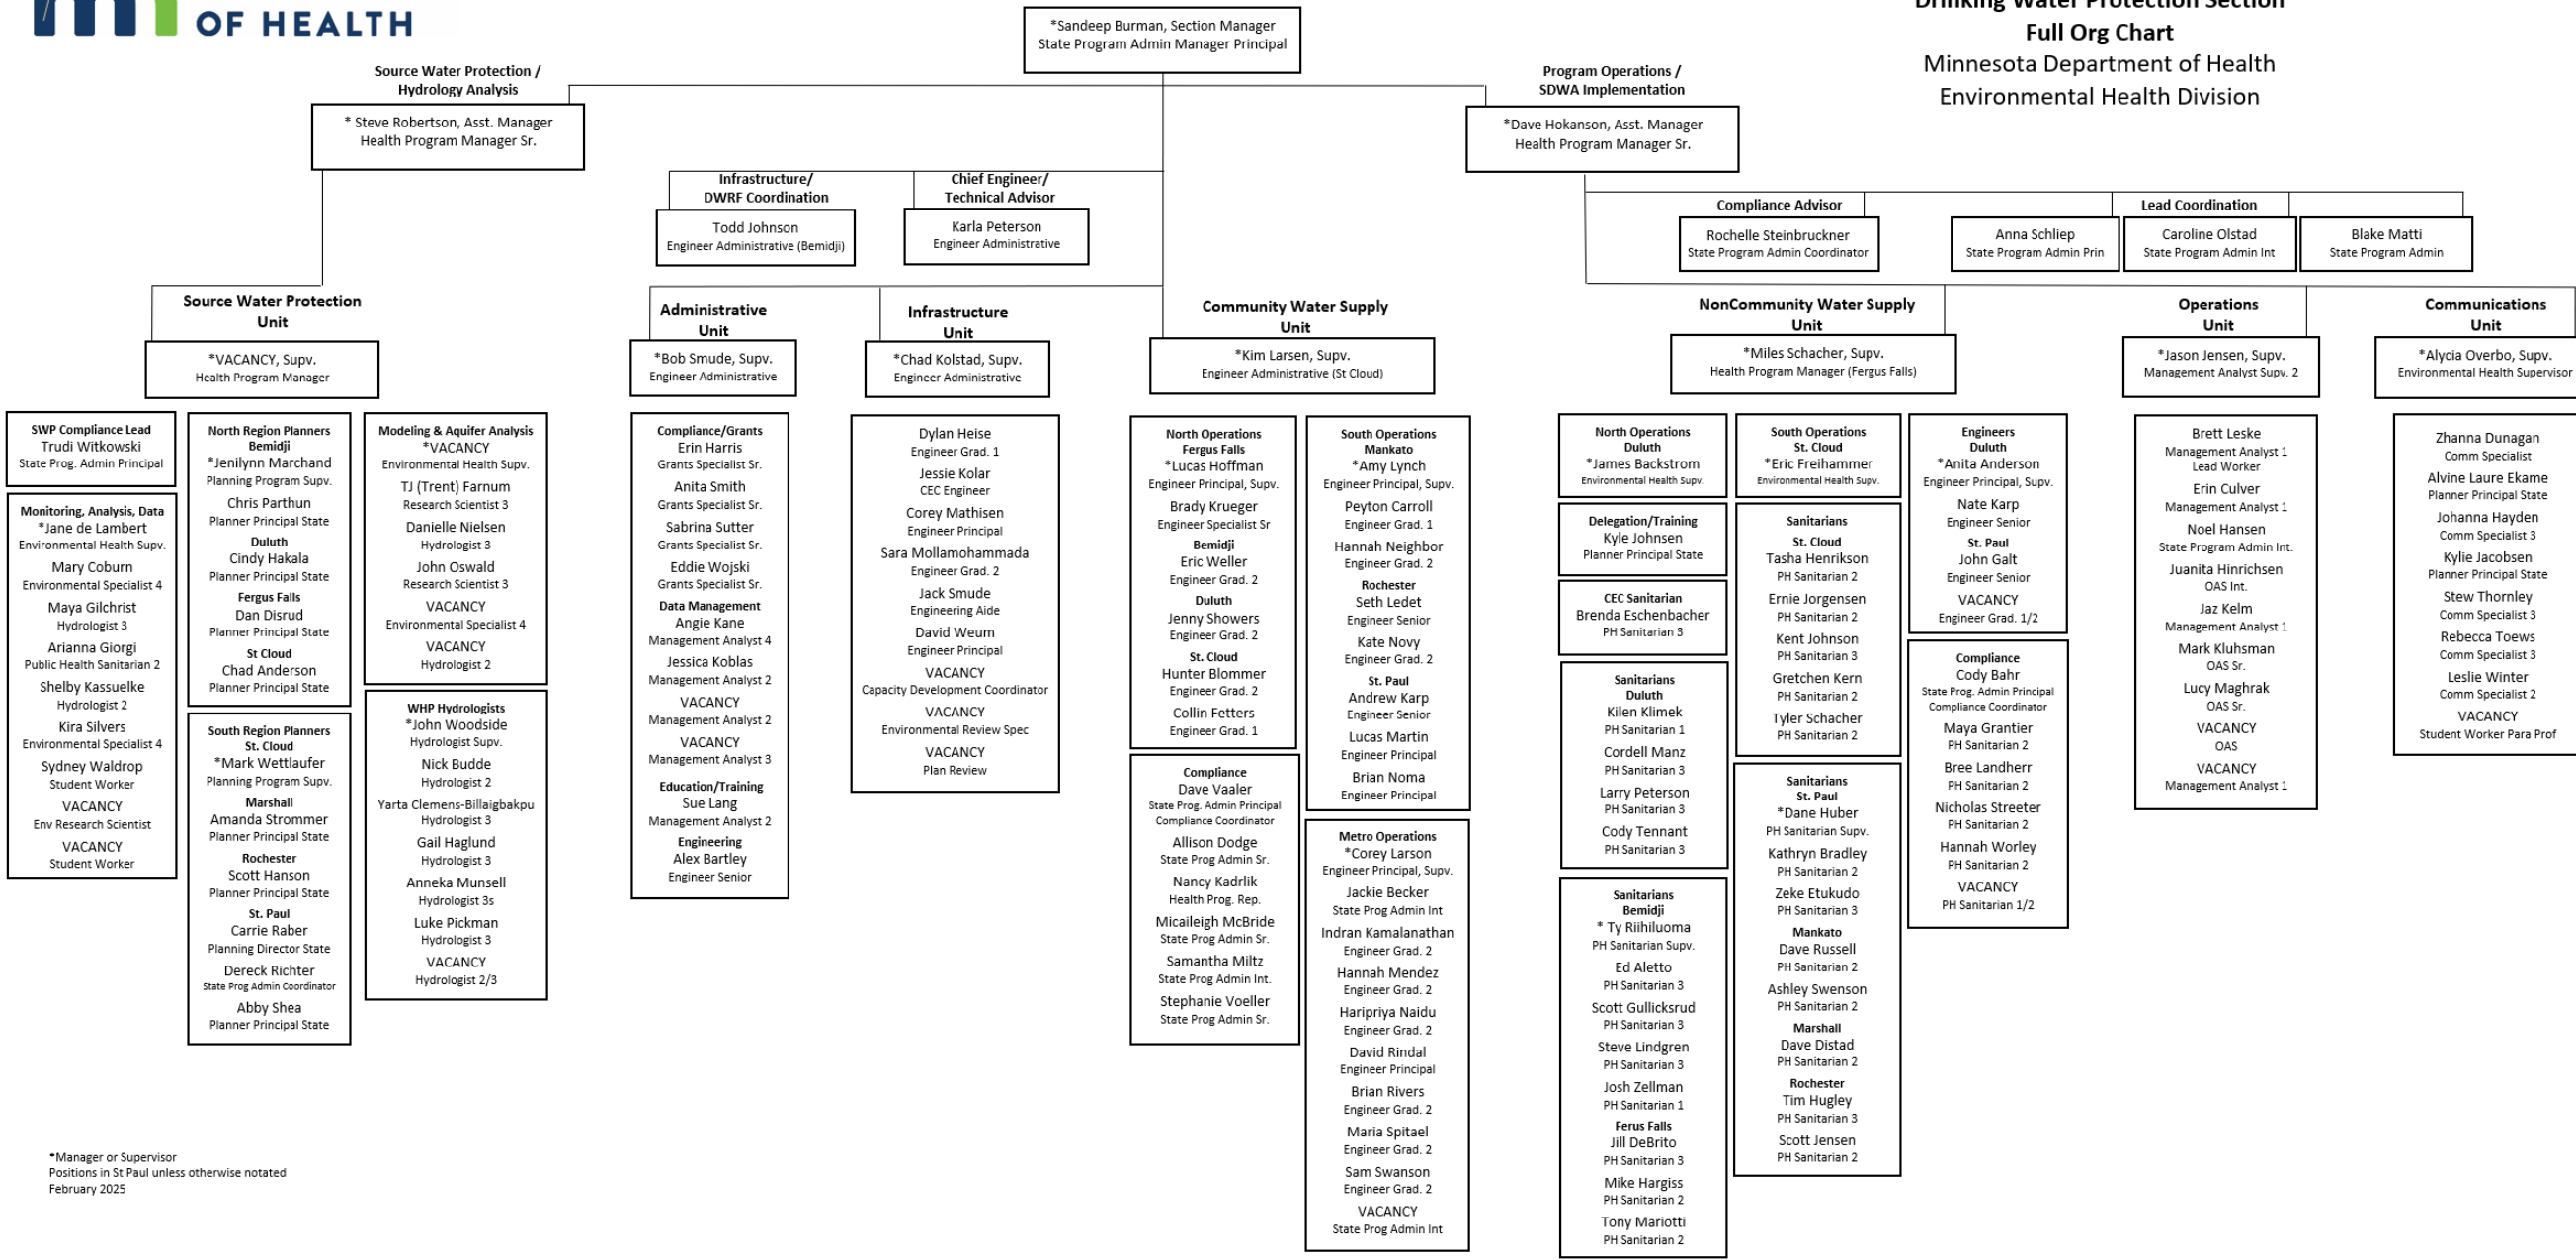 OF HEALTH
Drinking Water Protection Section
Full Org Chart
Minnesota Department of Health
Environmental Health Division
*Sandeep Burman, Section Manager
State Program Admin Manager Principal
Source Water Protection /
Hydrology Analysis
* Steve Robertson, Asst. Manager
Health Program Manager Sr.
Program Operations /
SDWA Implementation
*Dave Hokanson, Asst. Manager
Health Program Manager Sr.
Infrastructure/
DWRF Coordination
Todd Johnson
Engineer Administrative (Bemidji)
Chief Engineer/
Technical Advisor
Karla Peterson
Engineer Administrative
Compliance Advisor
Rochelle Steinbruckner
State Program Admin Coordinator
Lead Coordination
Anna Schliep
State Program Admin Prin
Caroline Olstad
State Program Admin Int
Blake Matti
State Program Admin
Source Water Protection
Unit
*VACANCY, Supv.
Health Program Manager
SWP Compliance Lead
Trudi Witkowski
State Prog. Admin Principal
Monitoring, Analysis, Data
*Jane de Lambert
Environmental Health Supv.
Mary Coburn
Environmental Specialist 4
Maya Gilchrist
Hydrologist 3
Arianna Giorgi
Public Health Sanitarian 2
Shelby Kassuelke
Hydrologist 2
Kira Silvers
Environmental Specialist 4
Sydney Waldrop
Student Worker
VACANCY
Env Research Scientist
VACANCY
Student Worker
North Region Planners
Bemidji
*Jenilynn Marchand
Planning Program Supv.
Chris Parthun
Planner Principal State
Duluth
Cindy Hakala
Planner Principal State
Fergus Falls
Dan Disrud
Planner Principal State
St Cloud
Chad Anderson
Planner Principal State
South Region Planners
St. Cloud
*Mark Wettlaufer
Planning Program Supv.
Marshall
Amanda Strommer
Planner Principal State
Rochester
Scott Hanson
Planner Principal State
St. Paul
Carrie Raber
Planning Director State
Dereck Richter
State Prog Admin Coordinator
Abby Shea
Planner Principal State
Modeling & Aquifer Analysis
*VACANCY
Environmental Health Supv.
TJ (Trent) Farnum
Research Scientist 3
Danielle Nielsen
Hydrologist 3
John Oswald
Research Scientist 3
VACANCY
Environmental Specialist 4
VACANCY
Hydrologist 2
WHP Hydrologists
*John Woodside
Hydrologist Supv.
Nick Budde
Hydrologist 2
Yarta Clemens-Billaigbakpu
Hydrologist 3
Gail Haglund
Hydrologist 3
Anneka Munsell
Hydrologist 3s
Luke Pickman
Hydrologist 3
VACANCY
Hydrologist 2/3
Administrative
Unit
*Bob Smude, Supv.
Engineer Administrative
Compliance/Grants
Erin Harris
Grants Specialist Sr.
Anita Smith
Grants Specialist Sr.
Sabrina Sutter
Grants Specialist Sr.
Eddie Wojski
Grants Specialist Sr.
Data Management
Angie Kane
Management Analyst 4
Jessica Koblas
Management Analyst 2
VACANCY
Management Analyst 2
VACANCY
Management Analyst 3
Education/Training
Sue Lang
Management Analyst 2
Engineering
Alex Bartley
Engineer Senior
Infrastructure
Unit
*Chad Kolstad, Supv.
Engineer Administrative
Dylan Heise
Engineer Grad. 1
Jessie Kolar
CEC Engineer
Corey Mathisen
Engineer Principal
Sara Mollamohammada
Engineer Grad. 2
Jack Smude
Engineering Aide
David Weum
Engineer Principal
VACANCY
Capacity Development Coordinator
VACANCY
Environmental Review Spec
VACANCY
Plan Review
Community Water Supply
Unit
*Kim Larsen, Supv.
Engineer Administrative (St Cloud)
North Operations
Fergus Falls
*Lucas Hoffman
Engineer Principal, Supv.
Brady Krueger
Engineer Specialist Sr
Bemidji
Eric Weller
Engineer Grad. 2
Duluth
Jenny Showers
Engineer Grad. 2
St. Cloud
Hunter Blommer
Engineer Grad. 2
Collin Fetters
Engineer Grad. 1
Compliance
Dave Vaaler
State Prog. Admin Principal
Compliance Coordinator
Allison Dodge
State Prog Admin Sr.
Nancy Kadrlik
Health Prog. Rep.
Micaileigh McBride
State Prog Admin Sr.
Samantha Miltz
State Prog Admin Int.
Stephanie Voeller
State Prog Admin Sr.
South Operations
Mankato
*Amy Lynch
Engineer Principal, Supv.
Peyton Carroll
Engineer Grad. 1
Hannah Neighbor
Engineer Grad. 2
Rochester
Seth Ledet
Engineer Senior
Kate Novy
Engineer Grad. 2
St. Paul
Andrew Karp
Engineer Senior
Lucas Martin
Engineer Principal
Brian Noma
Engineer Principal
Metro Operations
*Corey Larson
Engineer Principal, Supv.
Jackie Becker
State Prog Admin Int
Indran Kamalanathan
Engineer Grad. 2
Hannah Mendez
Engineer Grad. 2
Haripriya Naidu
Engineer Grad. 2
David Rindal
Engineer Principal
Brian Rivers
Engineer Grad. 2
Maria Spitael
Engineer Grad. 2
Sam Swanson
Engineer Grad. 2
VACANCY
State Prog Admin Int
NonCommunity Water Supply
Unit
*Miles Schacher, Supv.
Health Program Manager (Fergus Falls)
North Operations
Duluth
*James Backstrom
Environmental Health Supv.
Delegation/Training
Kyle Johnsen
Planner Principal State
CEC Sanitarian
Brenda Eschenbacher
PH Sanitarian 3
Sanitarians
Duluth
Kilen Klimek
PH Sanitarian 1
Cordell Manz
PH Sanitarian 3
Larry Peterson
PH Sanitarian 3
Cody Tennant
PH Sanitarian 3
Sanitarians
Bemidji
* Ty Riihiluoma
PH Sanitarian Supv.
Ed Aletto
PH Sanitarian 3
Scott Gullicksrud
PH Sanitarian 3
Steve Lindgren
PH Sanitarian 3
Josh Zellman
PH Sanitarian 1
Ferus Falls
Jill DeBrito
PH Sanitarian 3
Mike Hargiss
PH Sanitarian 2
Tony Mariotti
PH Sanitarian 2
South Operations
St. Cloud
*Eric Freihammer
Environmental Health Supv.
Sanitarians
St. Cloud
Tasha Henrikson
PH Sanitarian 2
Ernie Jorgensen
PH Sanitarian 2
Kent Johnson
PH Sanitarian 3
Gretchen Kern
PH Sanitarian 2
Tyler Schacher
PH Sanitarian 2
Sanitarians
St. Paul
*Dane Huber
PH Sanitarian Supv.
Kathryn Bradley
PH Sanitarian 2
Zeke Etukudo
PH Sanitarian 3
Mankato
Dave Russell
PH Sanitarian 2
Ashley Swenson
PH Sanitarian 2
Marshall
Dave Distad
PH Sanitarian 2
Rochester
Tim Hugley
PH Sanitarian 3
Scott Jensen
PH Sanitarian 2
Engineers
Duluth
*Anita Anderson
Engineer Principal, Supv.
Nate Karp
Engineer Senior
St. Paul
John Galt
Engineer Senior
VACANCY
Engineer Grad. 1/2
Compliance
Cody Bahr
State Prog. Admin Principal
Compliance Coordinator
Maya Grantier
PH Sanitarian 2
Bree Landherr
PH Sanitarian 2
Nicholas Streeter
PH Sanitarian 2
Hannah Worley
PH Sanitarian 2
VACANCY
PH Sanitarian 1/2
Operations
Unit
*Jason Jensen, Supv.
Management Analyst Supv. 2
Brett Leske
Management Analyst 1
Lead Worker
Erin Culver
Management Analyst 1
Noel Hansen
State Program Admin Int.
Juanita Hinrichsen
OAS Int.
Jaz Kelm
Management Analyst 1
Mark Kluhsman
OAS Sr.
Lucy Maghrak
OAS Sr.
VACANCY
OAS
VACANCY
Management Analyst 1
Communications
Unit
*Alycia Overbo, Supv.
Environmental Health Supervisor
Zhanna Dunagan
Comm Specialist
Alvine Laure Ekame
Planner Principal State
Johanna Hayden
Comm Specialist 3
Kylie Jacobsen
Planner Principal State
Stew Thornley
Comm Specialist 3
Rebecca Toews
Comm Specialist 3
Leslie Winter
Comm Specialist 2
VACANCY
Student Worker Para Prof
*Manager or Supervisor
Positions in St Paul unless otherwise notated
February 2025